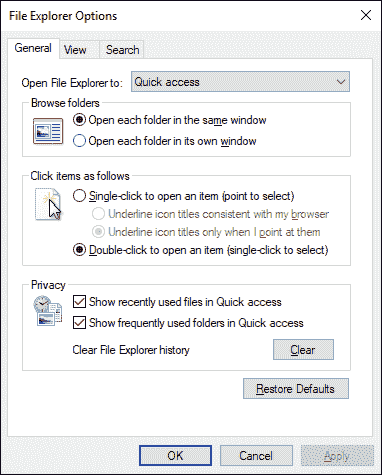 File Explorer Options
General View Search
Open File Explorer to: Quick access
Browse folders
Open each folder in the same window
Open each folder in its own window
Click items as follows
Single-click to open an item (point to select)
Underline icon titles consistent with my browser
Underline icon titles only when I point at them
Double-click to open an item (single-click to select)
Privacy
Show recently used files in Quick access
Show frequently used folders in Quick access
Clear File Explorer history Clear
Restore Defaults
OK Cancel Apply